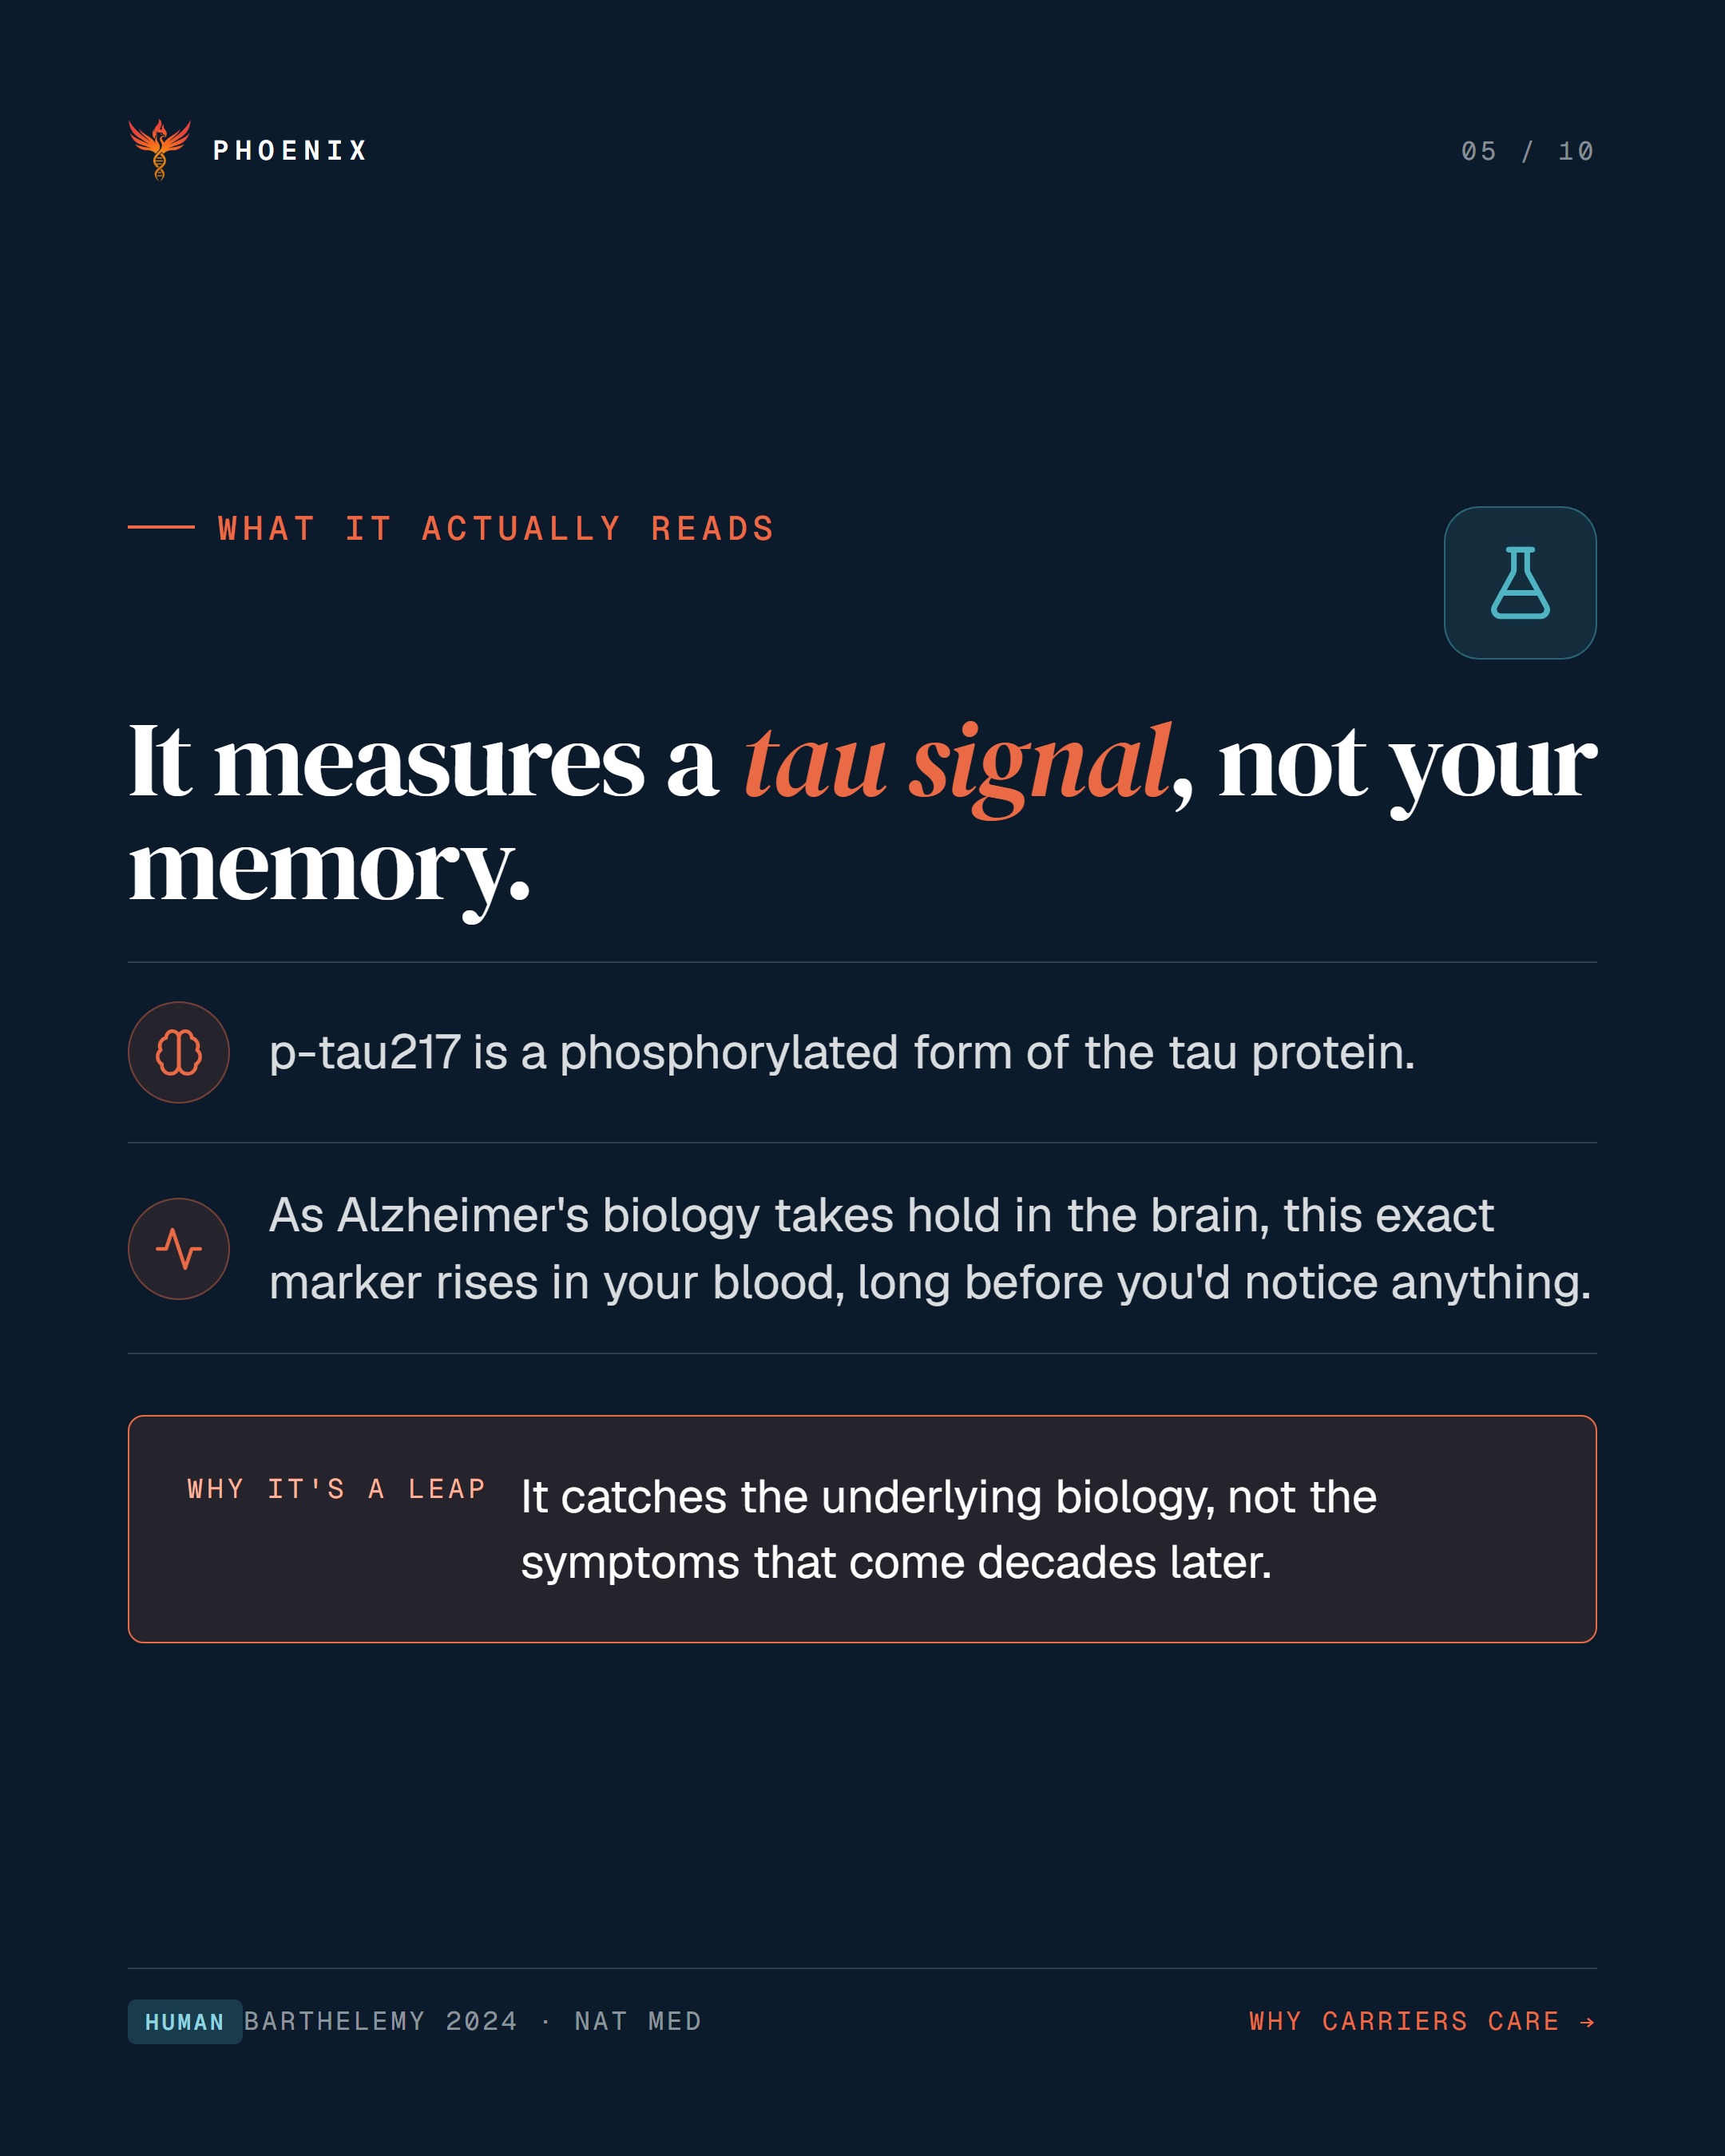 PHOENIX
05 / 10
WHAT IT ACTUALLY READS
It measures a tau signal, not your
memory.
p-tau217 is a phosphorylated form of the tau protein.
As Alzheimer's biology takes hold in the brain, this exact
marker rises in your blood, long before you'd notice anything.
WHY IT'S A LEAP
It catches the underlying biology, not the
symptoms that come decades later.
HUMAN BARTHELEMY 2024 · NAT MED
WHY CARRIERS CARE →